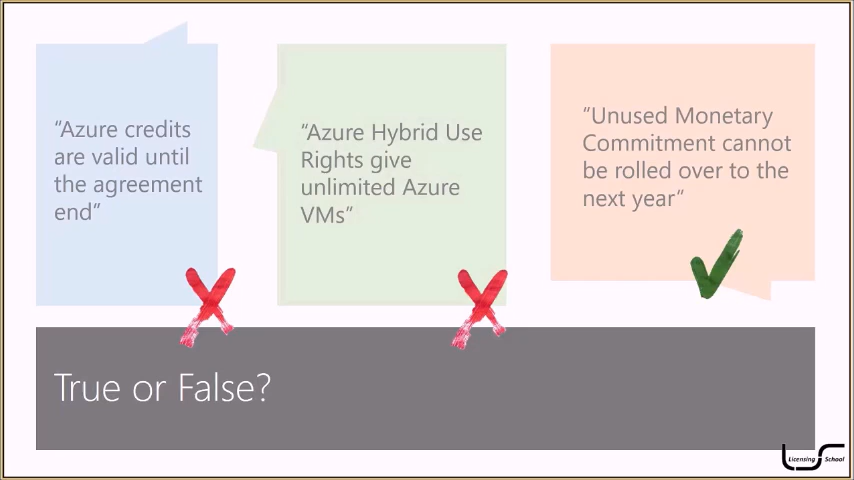 “Azure credits
are valid until
the agreement
end”
“Azure Hybrid Use
Rights give
unlimited Azure
VMs”
“Unused Monetary
Commitment cannot
be rolled over to the
next year”
True or False?
Licensing School